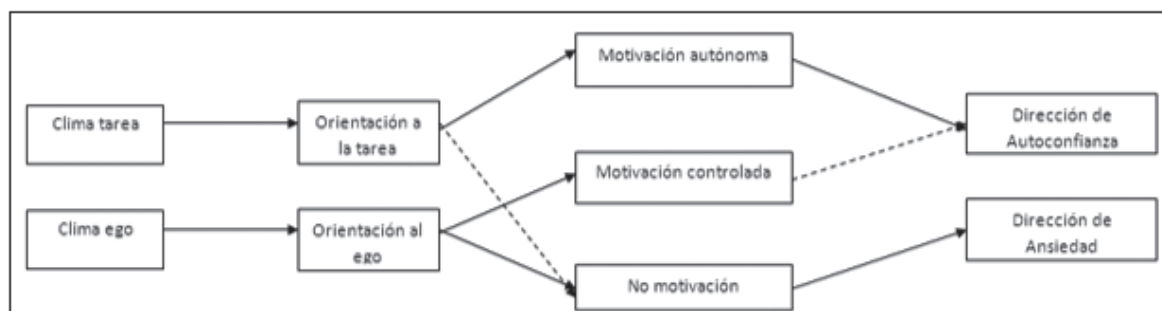 Motivación autónoma
Clima tarea
Orientación a
la tarea
Dirección de
Autoconfianza
Motivación controlada
Clima ego
Orientación al
ego
Dirección de
Ansiedad
No motivación